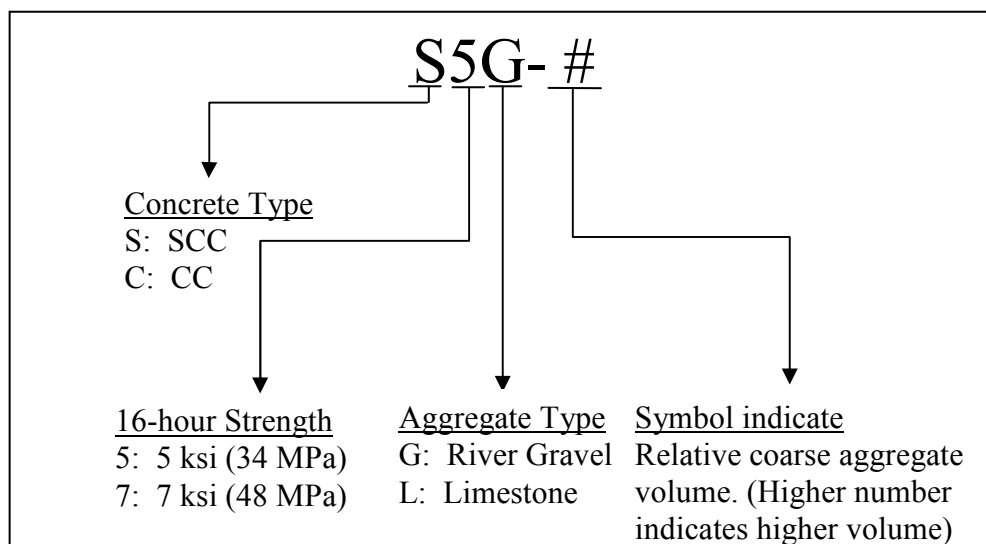 S5G- #
Concrete Type
S: SCC
C: CC
16-hour Strength
5: 5 ksi (34 MPa)
7: 7 ksi (48 MPa)
Aggregate Type
G: River Gravel
L: Limestone
Symbol indicate
Relative coarse aggregate
volume. (Higher number
indicates higher volume)